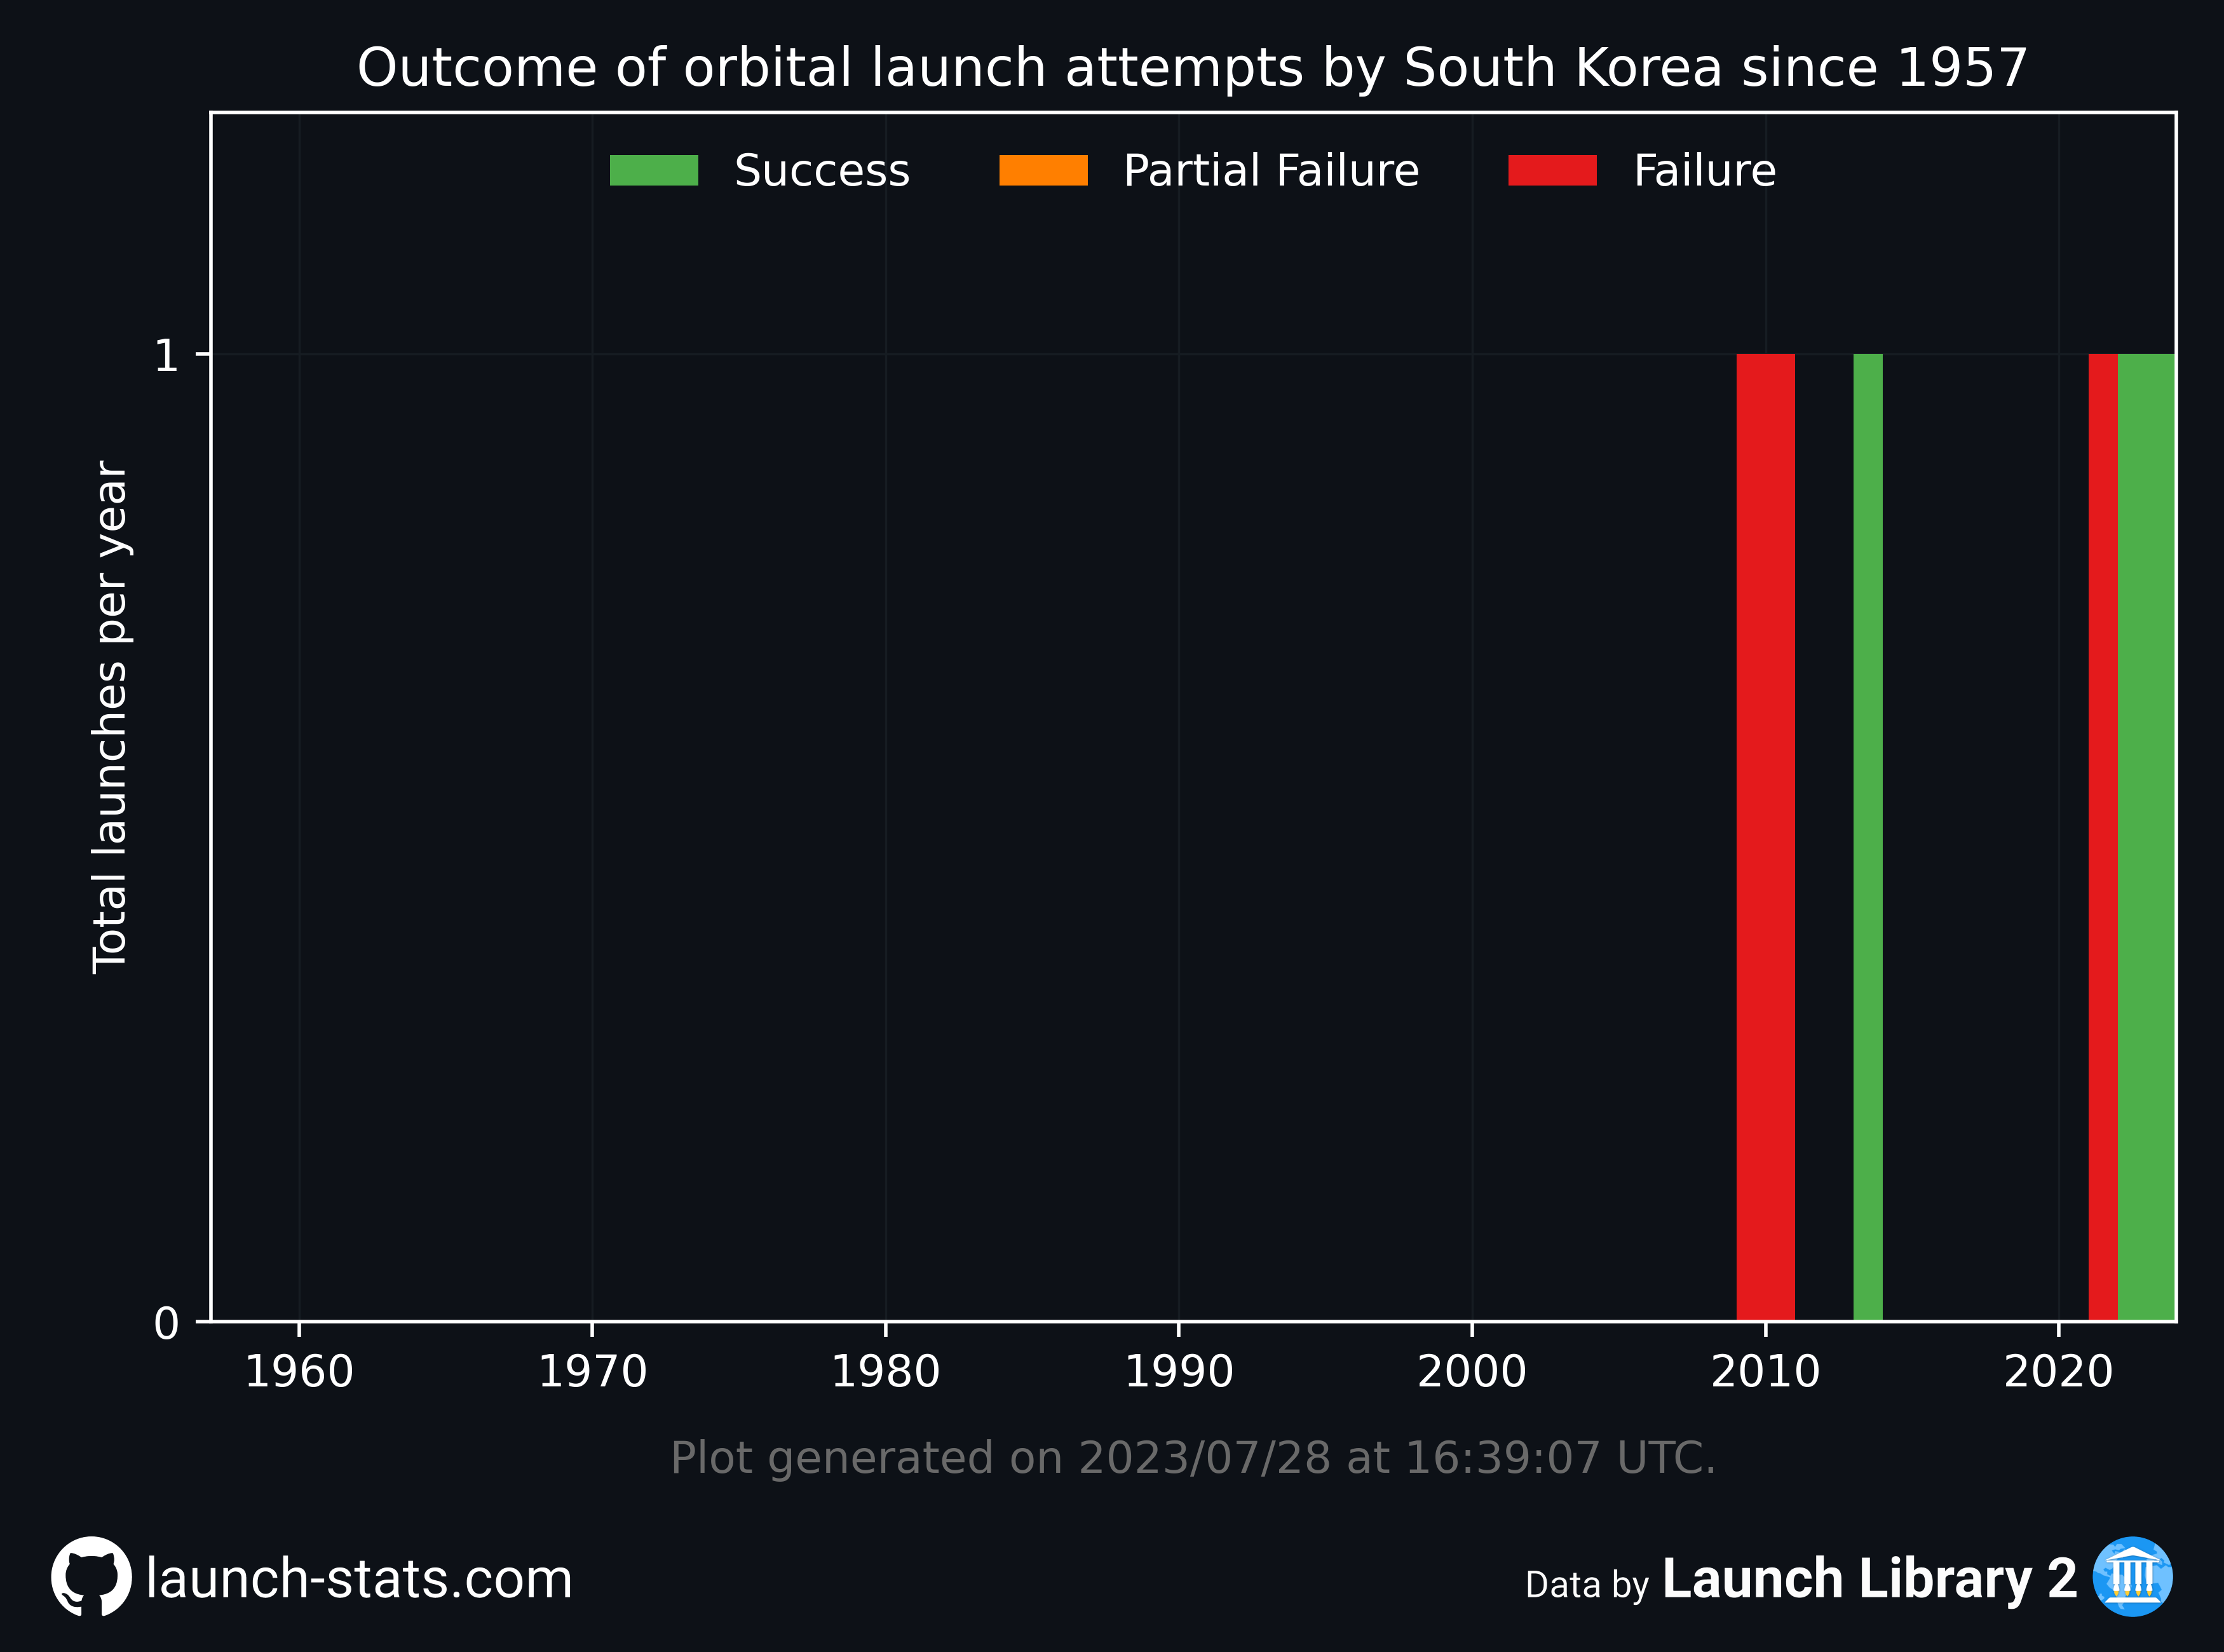 Outcome of orbital launch attempts by South Korea since 1957
Success Partial Failure Failure
Total launches per year
1
0
1960 1970 1980 1990 2000 2010 2020
Plot generated on 2023/07/28 at 16:39:07 UTC.
launch-stats.com
Data by Launch Library 2